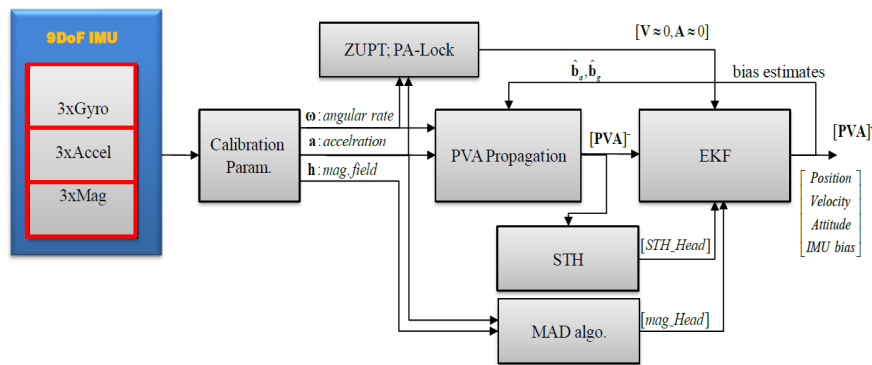 9DoF IMU
3xGyro
3xAccel
3xMag
Calibration
Param.
ω: angular rate
a: accelration
h: mag.field
ZUPT; PA-Lock
[V ≈ 0, A ≈ 0]
b̂ₐ, b̂g
bias estimates
PVA Propagation
[PVA]⁻
EKF
[PVA]⁺
Position
Velocity
Attitude
IMU bias
STH
[STH_Head]
MAD algo.
[mag_Head]